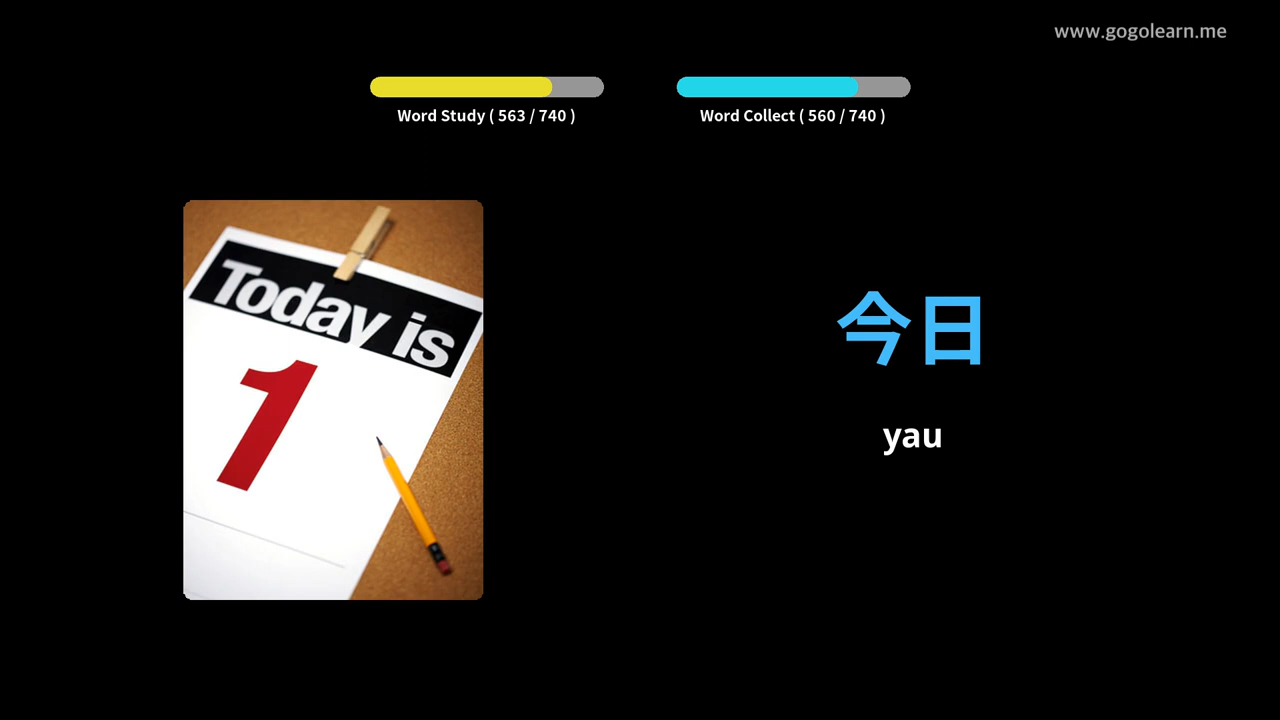 www.gogolearn.me
Word Study ( 563 / 740 )
Word Collect ( 560 / 740 )
Today is
1
今日
yau